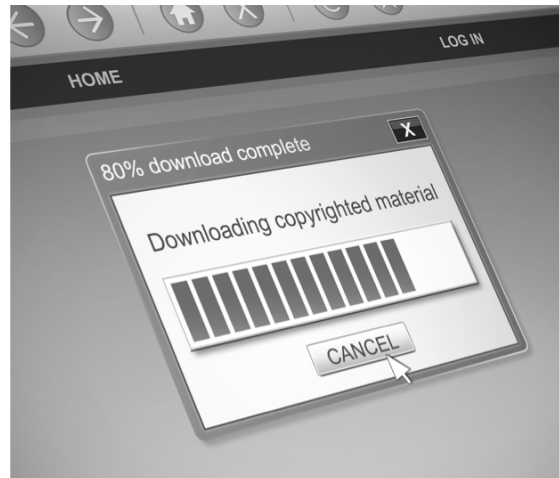 HOME
LOG IN
80% download complete
X
Downloading copyrighted material
CANCEL